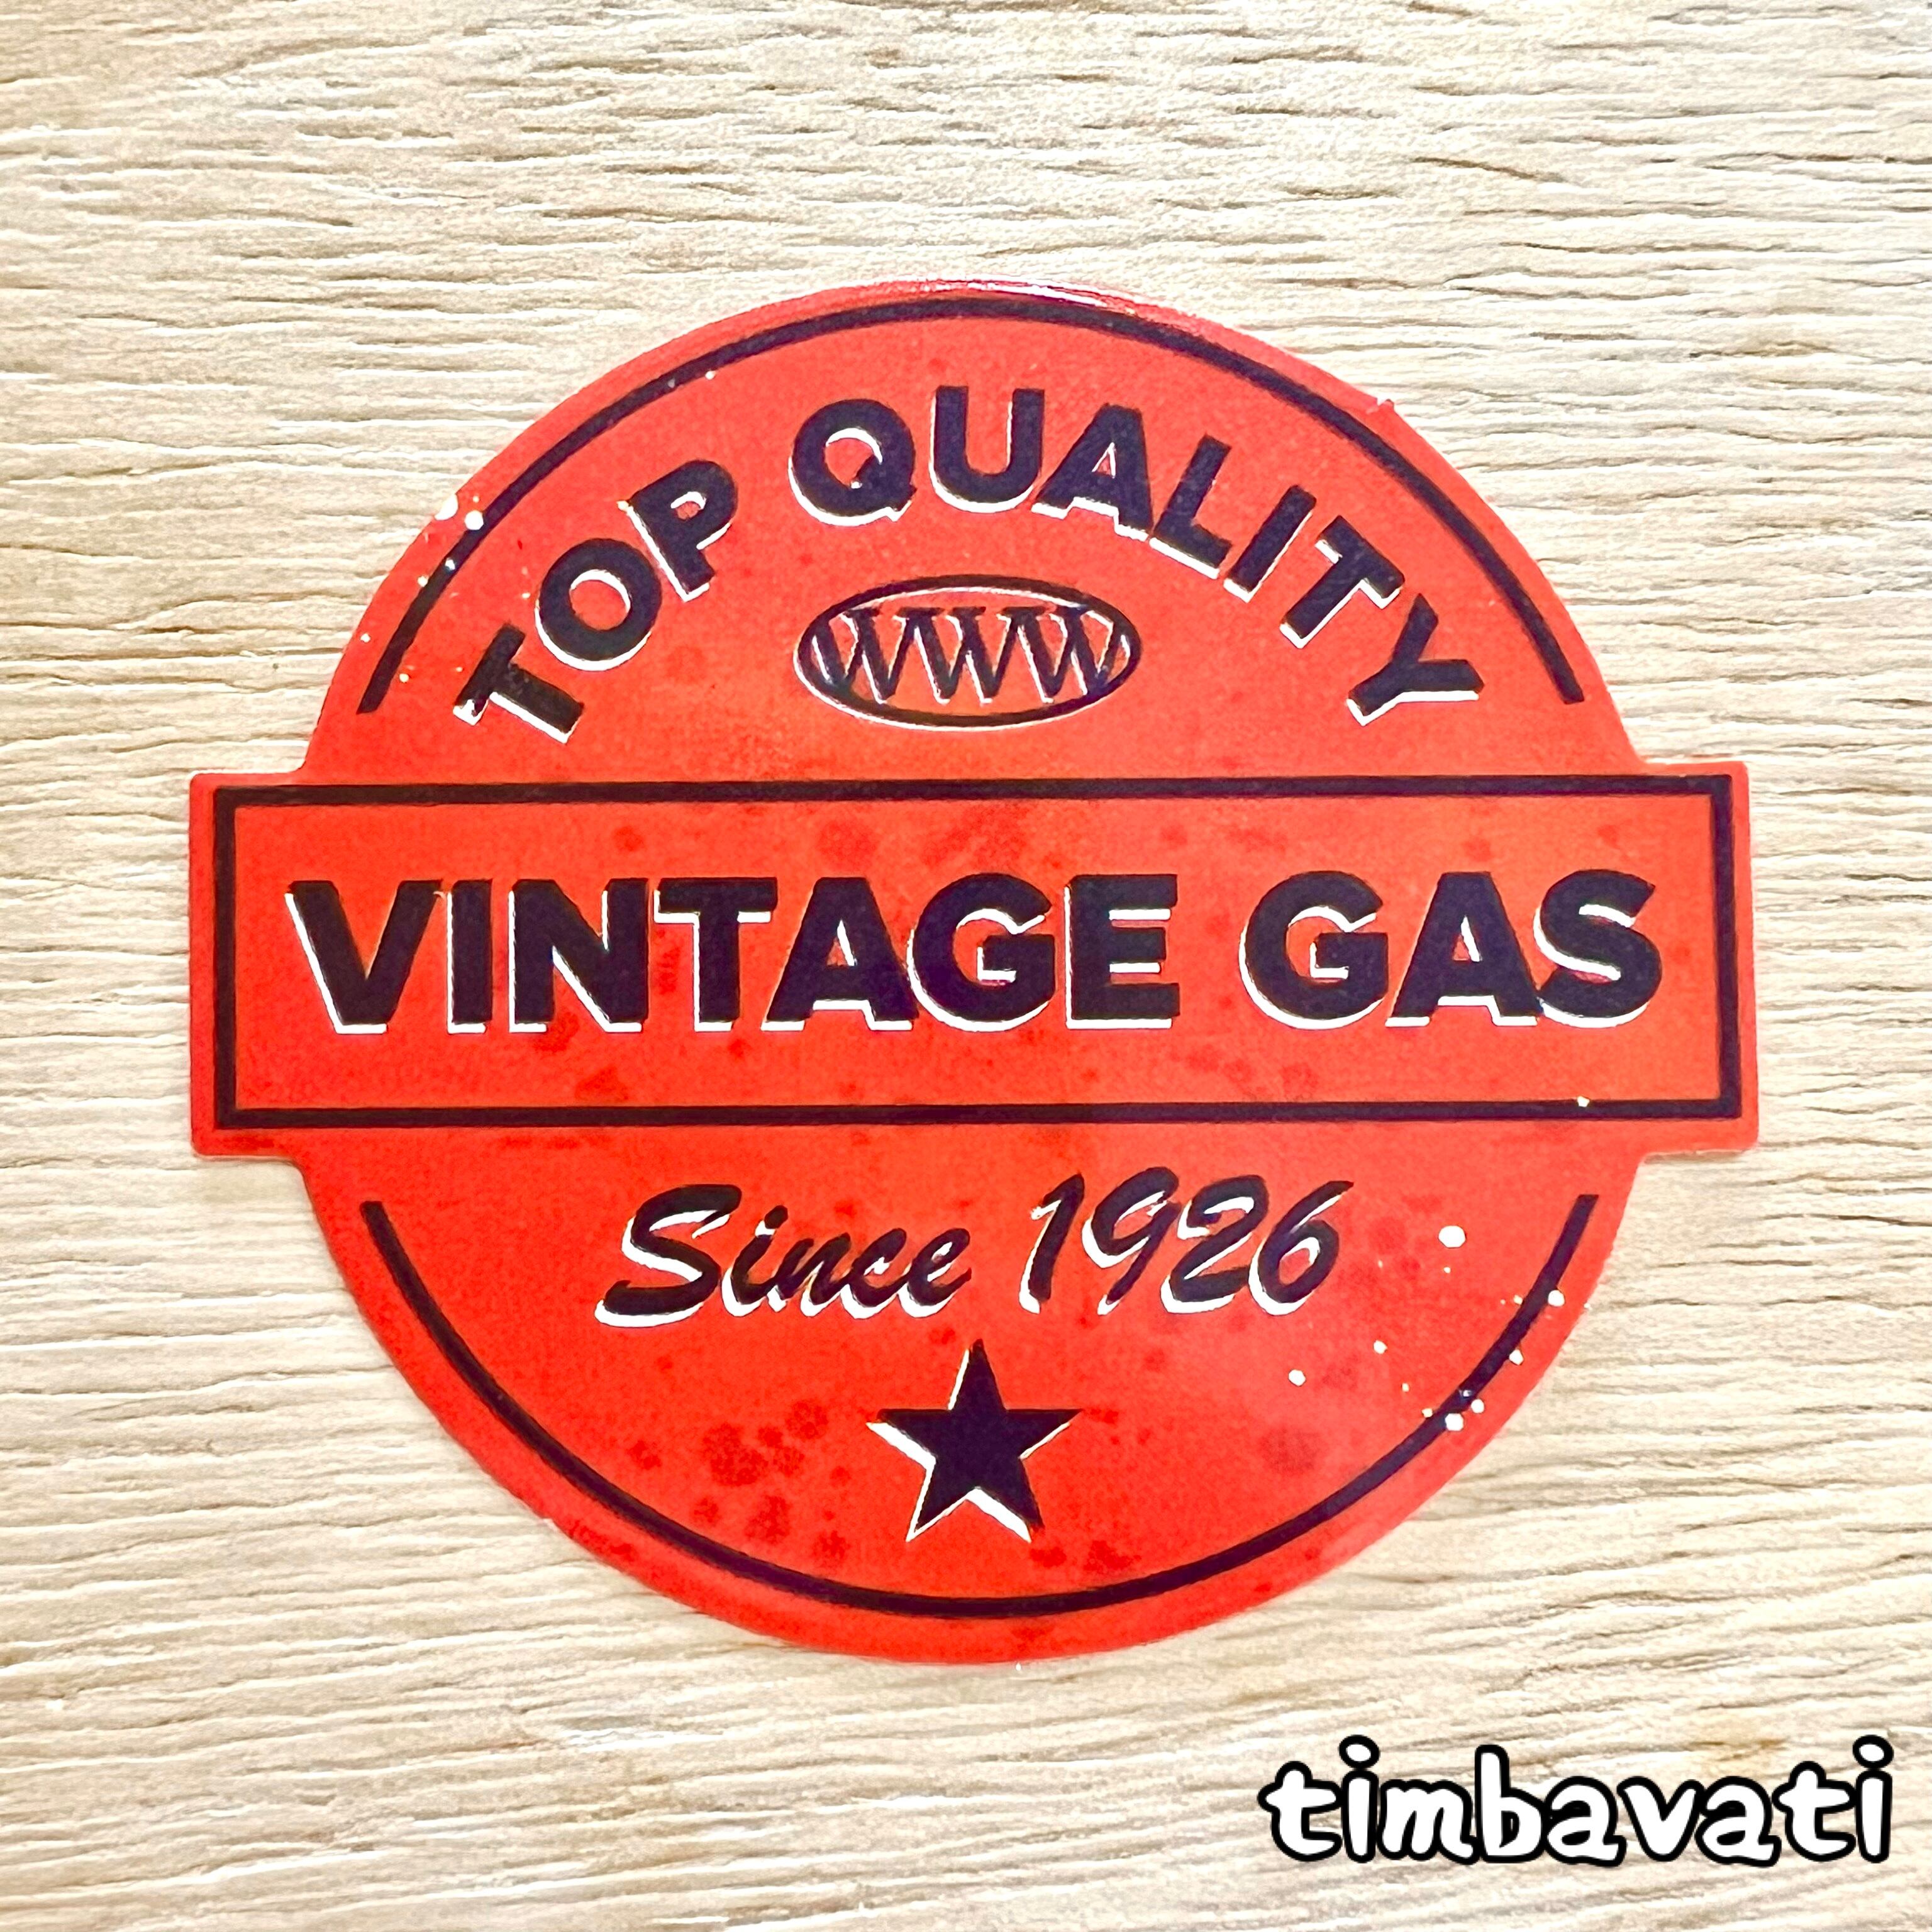 TOP QUALITY
WWW
VINTAGE GAS
Since 1926
timbavati